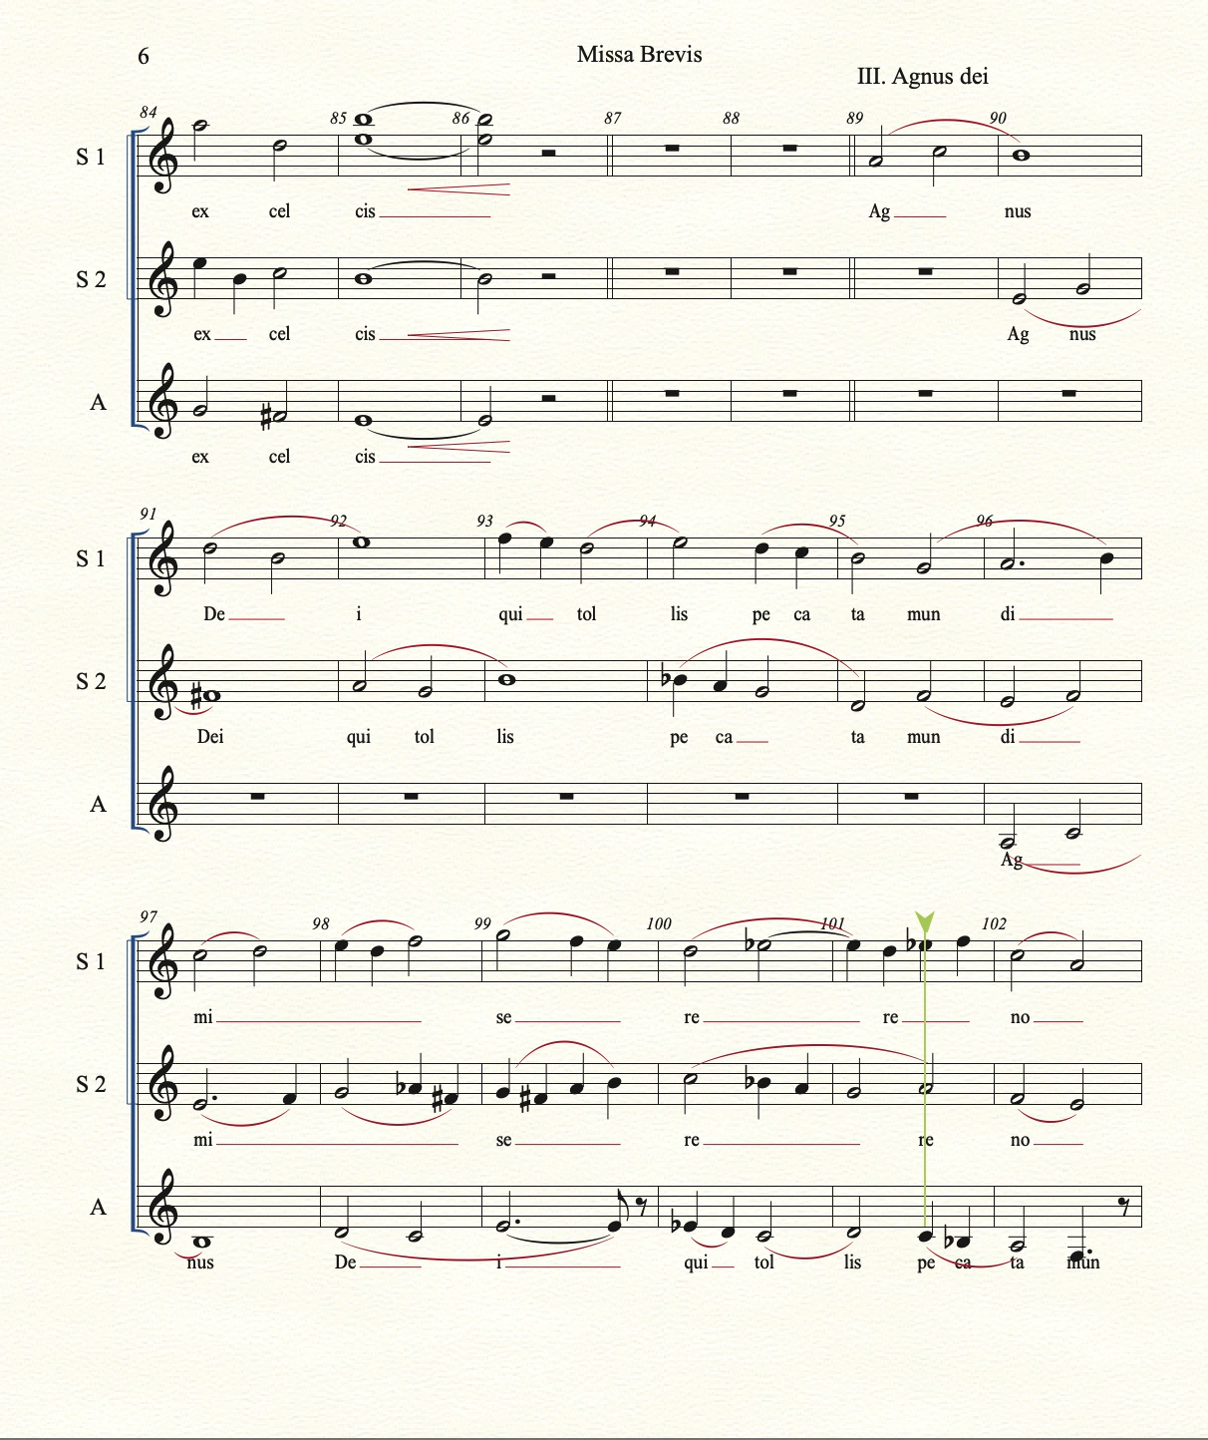 6 Missa Brevis
III. Agnus dei
84 85 86 87 88 89 90
S 1
ex cel cis Ag nus
S 2
ex cel cis Ag nus
A
ex cel cis
91 92 93 94 95 96
S 1
De i qui tol lis pe ca ta mun di
S 2
Dei qui tol lis pe ca ta mun di
A
Ag
97 98 99 100 101 102
S 1
mi se re re no
S 2
mi se re re no
A
nus De i qui tol lis pe ca ta mun